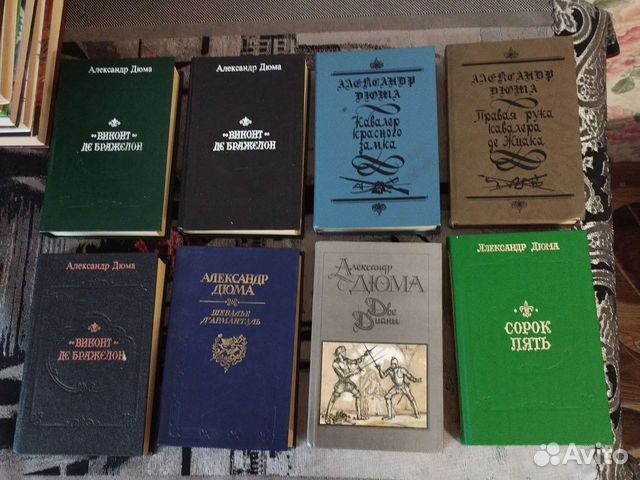 Александр Дюма
«ВИКОНТ»
ДЕ БРАЖЕЛОН
Александр Дюма
«ВИКОНТ»
ДЕ БРАЖЕЛОН
АЛЕКСАНДР
ДЮМА
Кавалер
красного
замка
АЛЕКСАНДР
ДЮМА
Правая рука
кавалера
де Жиака
Александр Дюма
«ВИКОНТ»
ДЕ БРАЖЕЛОН
АЛЕКСАНДР
ДЮМА
ШЕВАЛЬЕ
Д'АРМАНТАЛЬ
Александр
ДЮМА
Две
Дианы
Александр Дюма
СОРОК
ПЯТЬ
Avito